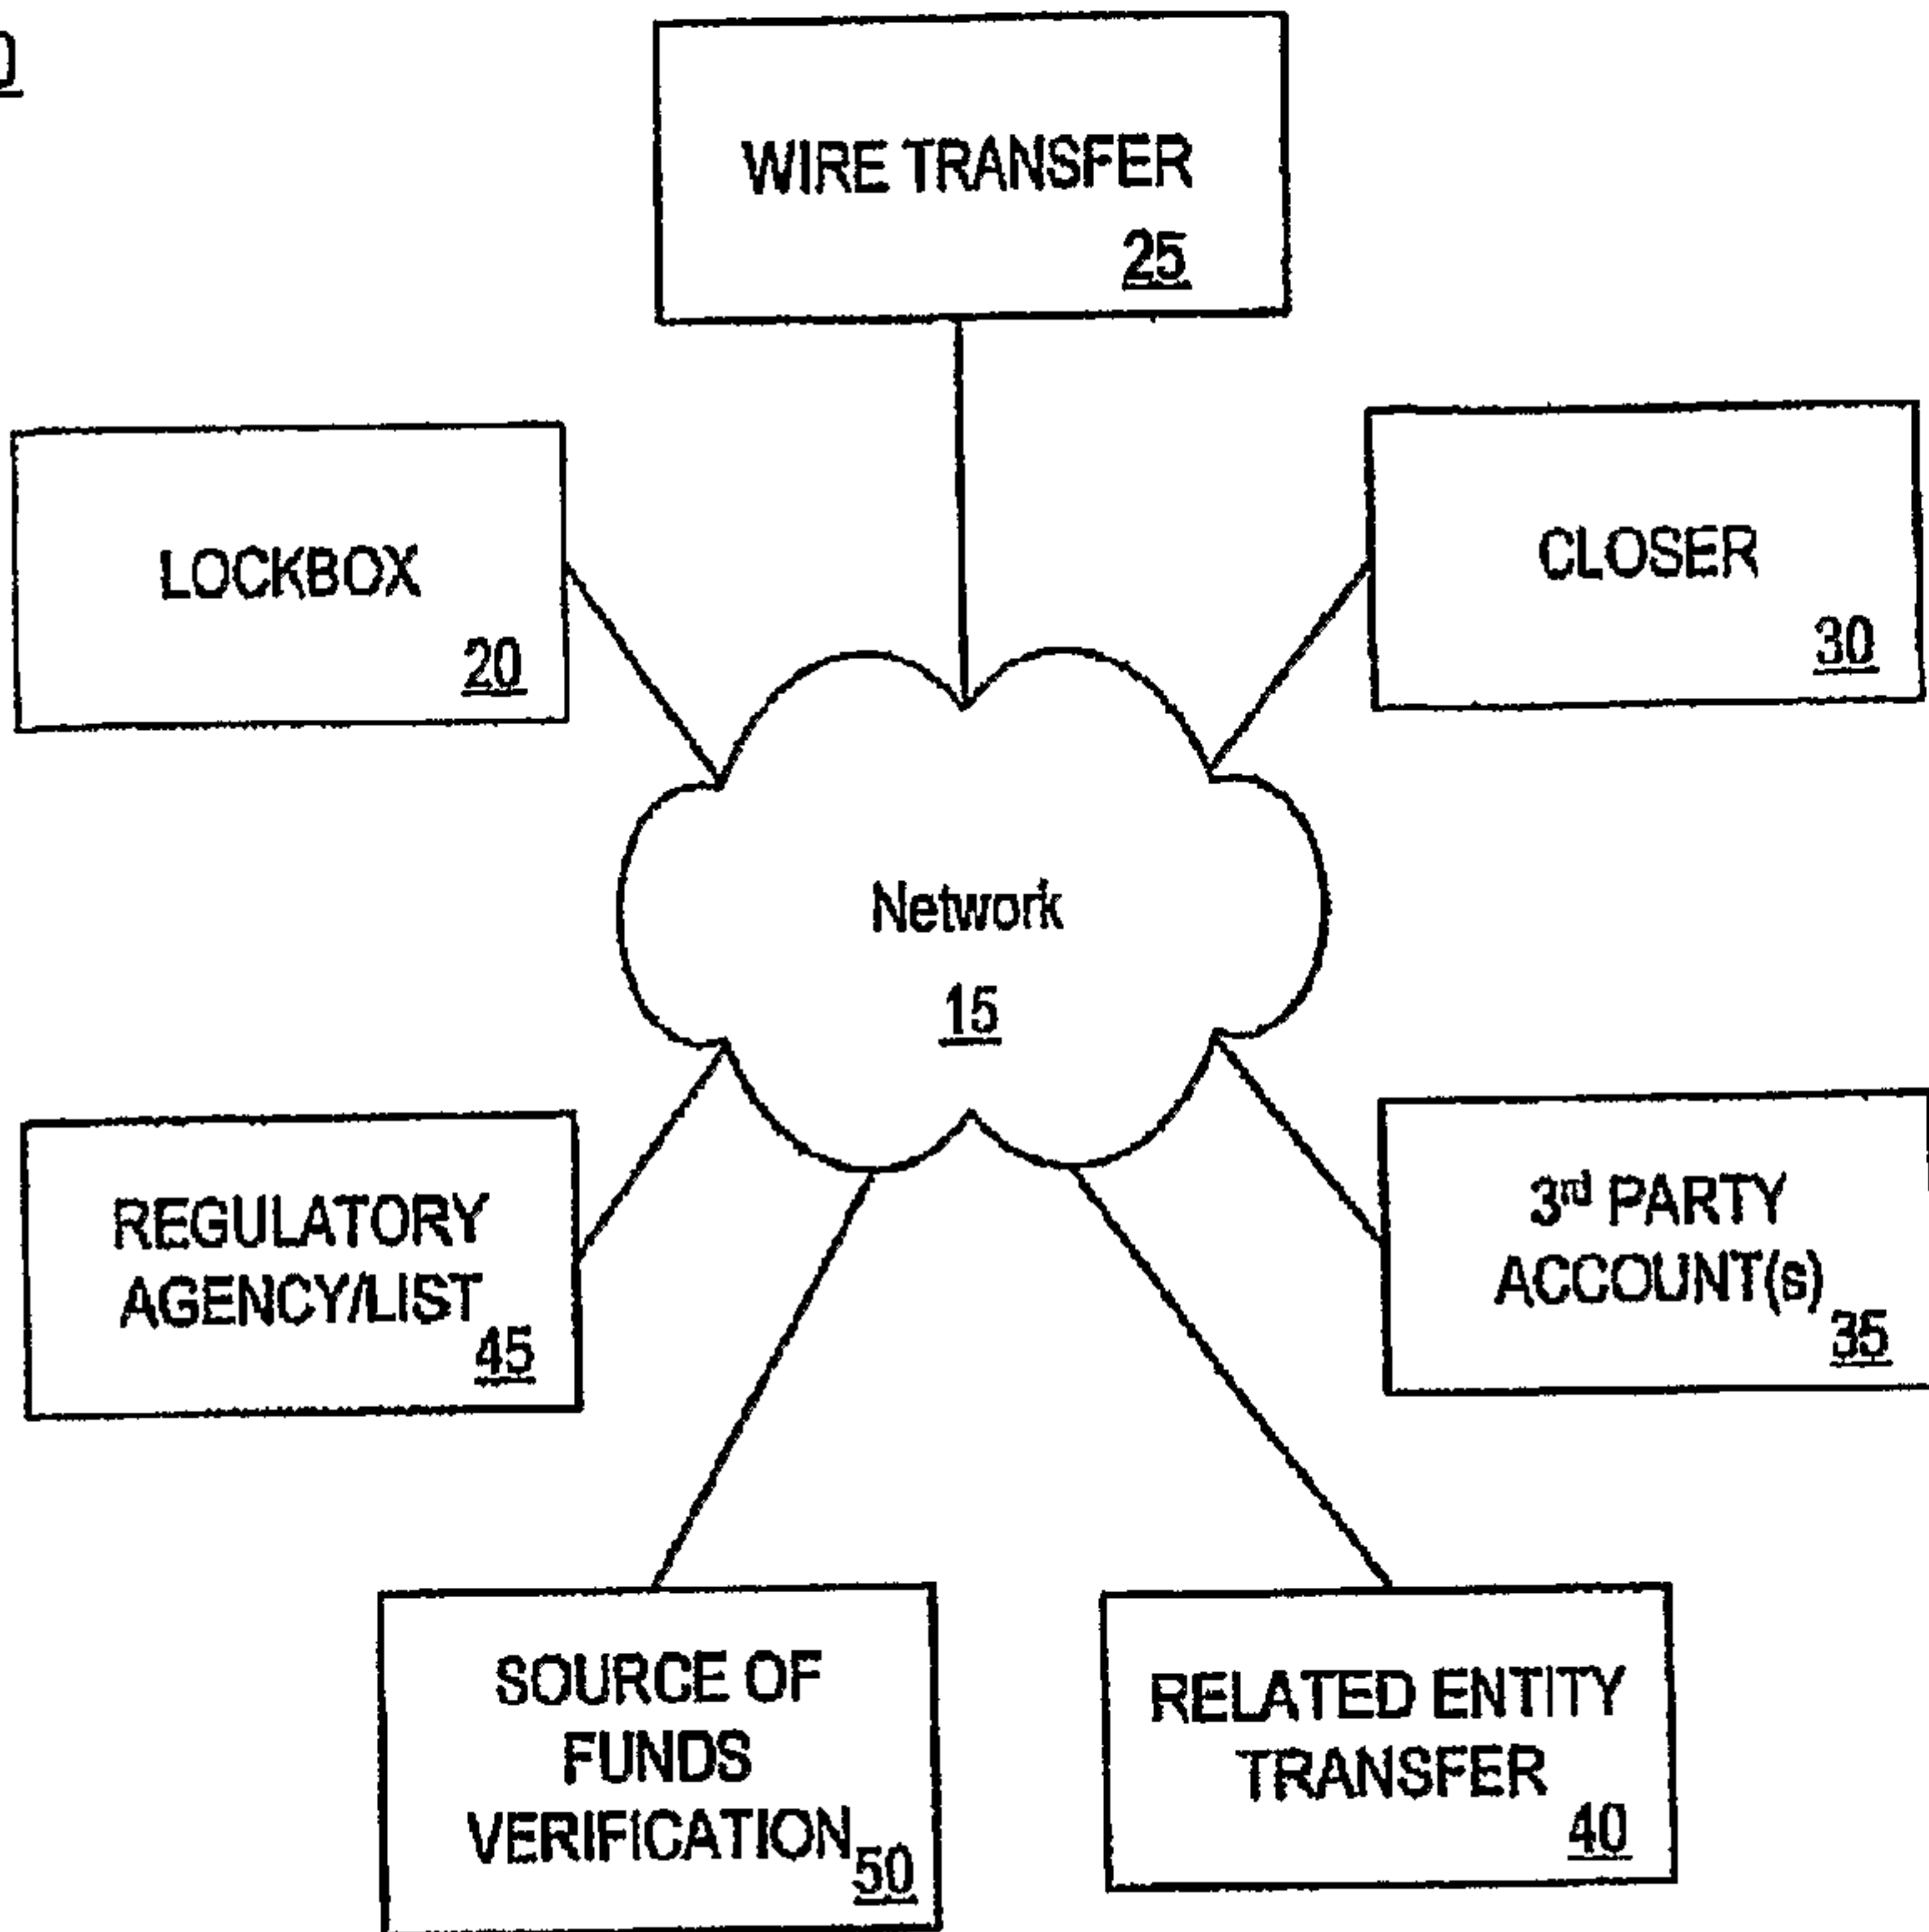 WIRE TRANSFER
25
LOCKBOX
20
CLOSER
30
Network
15
REGULATORY
AGENCY/LIST
45
3rd PARTY
ACCOUNT(s)
35
SOURCE OF
FUNDS
VERIFICATION
50
RELATED ENTITY
TRANSFER
40